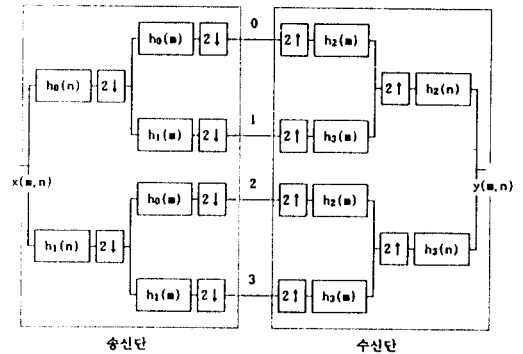 0
h₀(m) 2↓ 2↑ h₂(m)
h₀(n) 2↓ 2↑ h₂(n)
1
h₁(m) 2↓ 2↑ h₃(m)
x(m,n) y(m,n)
2
h₀(m) 2↓ 2↑ h₂(m)
h₁(n) 2↓ 2↑ h₃(n)
3
h₁(m) 2↓ 2↑ h₃(m)
송신단 수신단